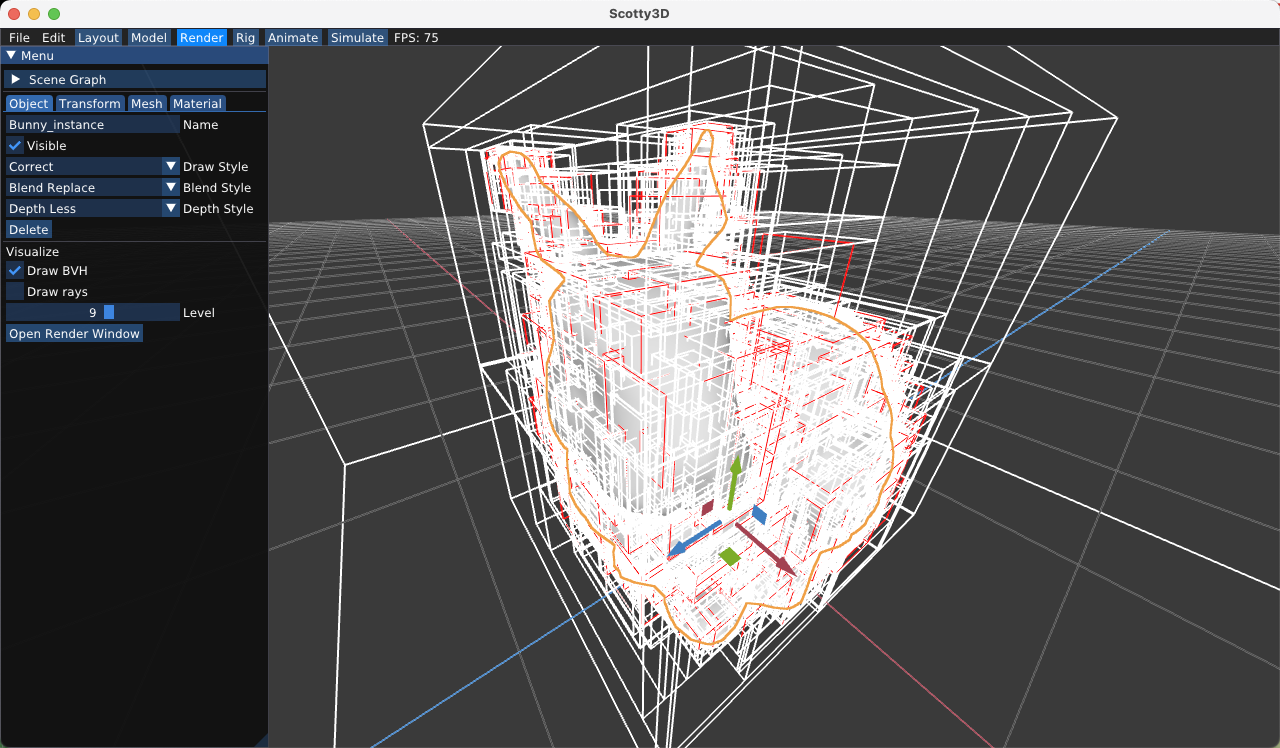 Scotty3D
File Edit Layout Model Render Rig Animate Simulate FPS: 75
Menu
Scene Graph
Object Transform Mesh Material
Bunny_instance Name
Visible
Correct Draw Style
Blend Replace Blend Style
Depth Less Depth Style
Delete
Visualize
Draw BVH
Draw rays
9 Level
Open Render Window